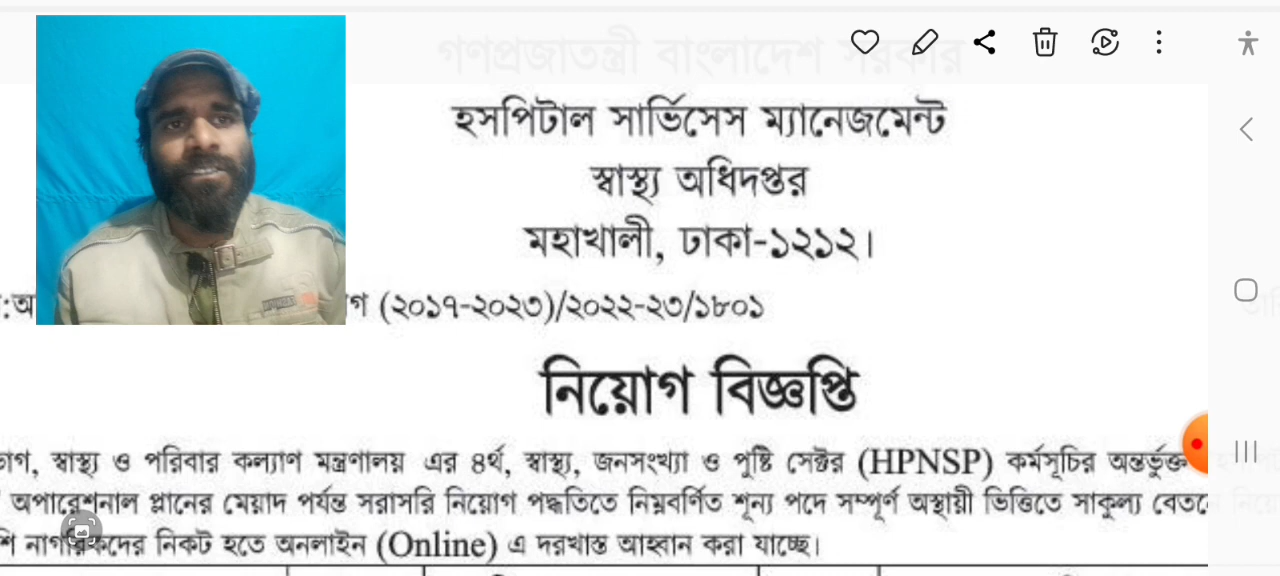 গণপ্রজাতন্ত্রী বাংলাদেশ সরকার
হসপিটাল সার্ভিসেস ম্যানেজমেন্ট
স্বাস্থ্য অধিদপ্তর
মহাখালী, ঢাকা-১২১২।
(২০১৭-২০২৩)/২০২২-২৩/১৮০১
নিয়োগ বিজ্ঞপ্তি
স্বাস্থ্য ও পরিবার কল্যাণ মন্ত্রণালয় এর ৪র্থ, স্বাস্থ্য, জনসংখ্যা ও পুষ্টি সেক্টর (HPNSP) কর্মসূচির অন্তর্ভুক্ত
অপারেশনাল প্লানের মেয়াদ পর্যন্ত সরাসরি নিয়োগ পদ্ধতিতে নিম্নবর্ণিত শূন্য পদে সম্পূর্ণ অস্থায়ী ভিত্তিতে সাকুল্য বেতনে
নাগরিকদের নিকট হতে অনলাইন (Online) এ দরখাস্ত আহ্বান করা যাচ্ছে।